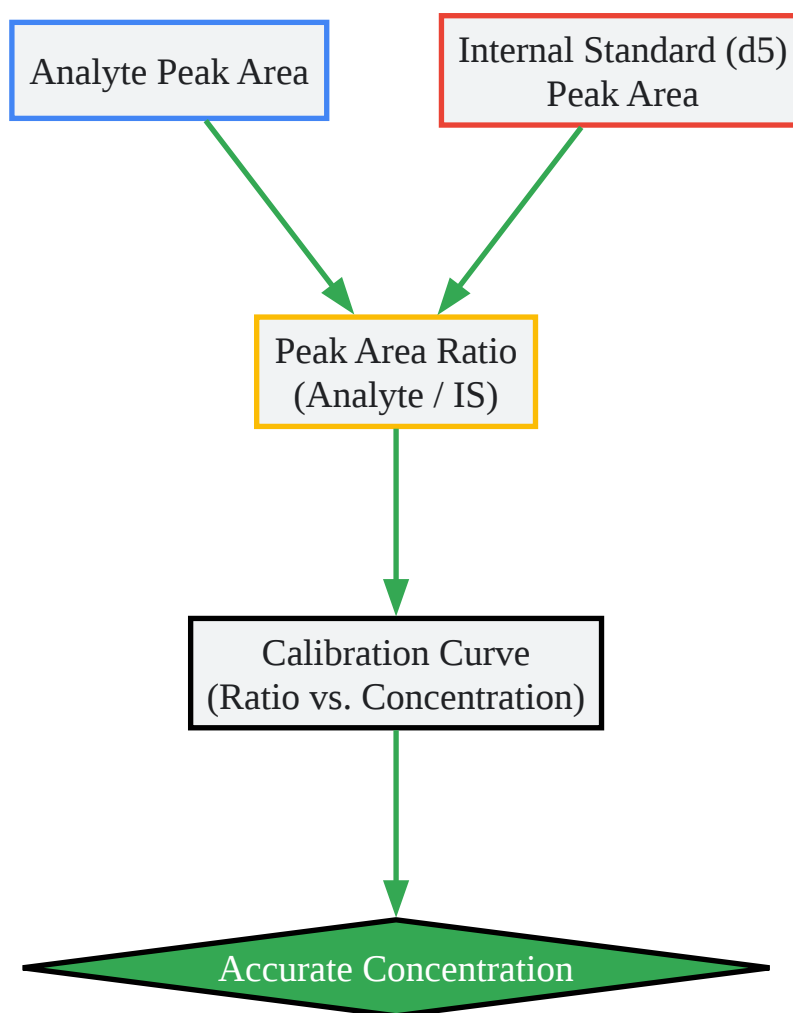 Analyte Peak Area
Internal Standard (d5)
Peak Area
Peak Area Ratio
(Analyte / IS)
Calibration Curve
(Ratio vs. Concentration)
Accurate Concentration